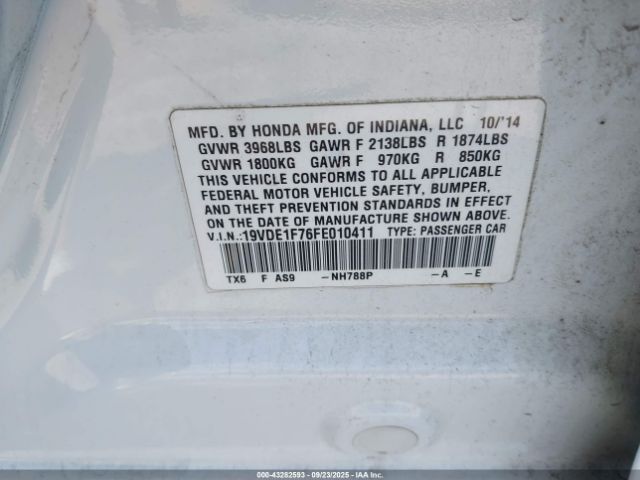 MFD. BY HONDA MFG. OF INDIANA, LLC 10/'14
GVWR 3968LBS GAWR F 2138LBS R 1874LBS
GVWR 1800KG GAWR F 970KG R 850KG
THIS VEHICLE CONFORMS TO ALL APPLICABLE
FEDERAL MOTOR VEHICLE SAFETY, BUMPER,
AND THEFT PREVENTION STANDARDS IN EFFECT
ON THE DATE OF MANUFACTURE SHOWN ABOVE.
V.I.N.:19VDE1F76FE010411 TYPE: PASSENGER CAR
TX6 F AS9 -NH788P -A -E
000-43282593 - 09/23/2025 - IAA Inc.